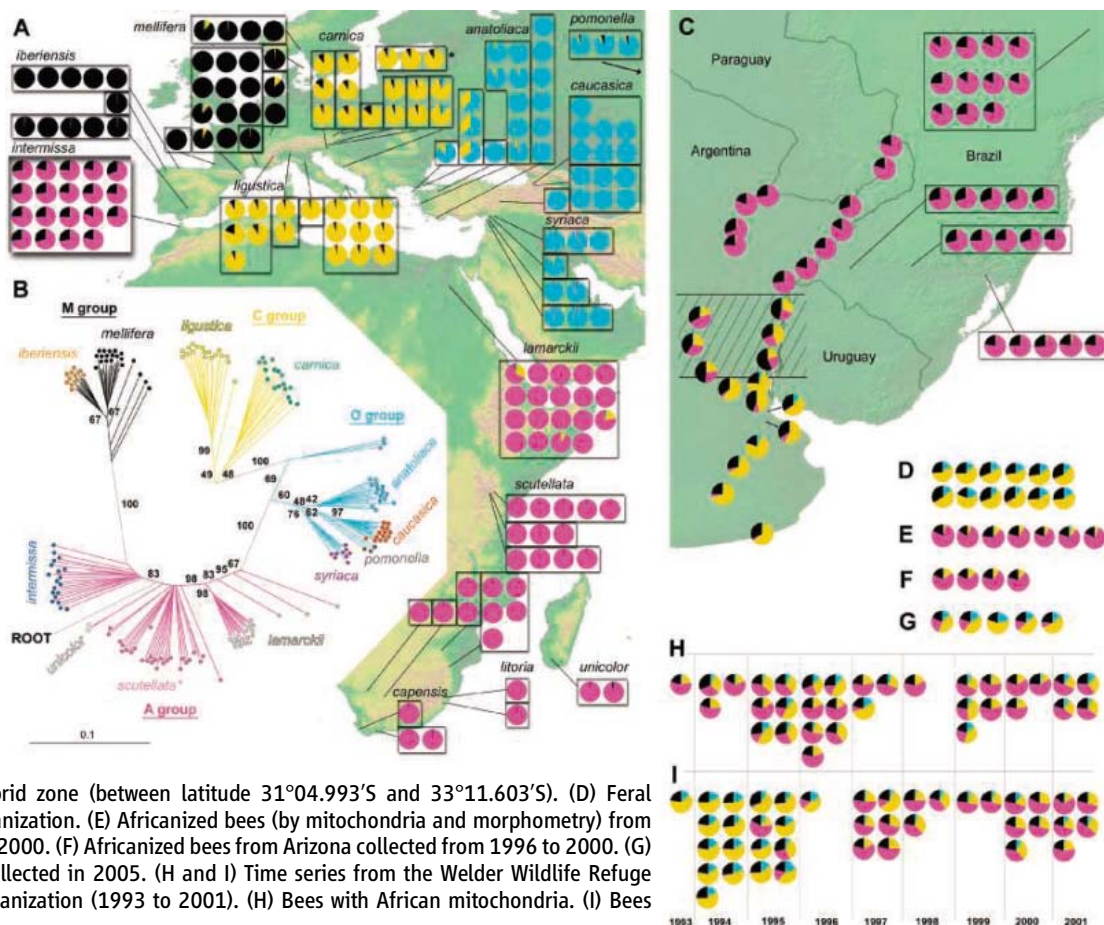 A
mellifera
iberiensis
carnica
anatoliaca
pomonella
caucasica
intermissa
ligustica
syriaca
lamarckii
scutellata
litoria
unicolor
capensis
B
M group
mellifera
iberiensis
ligustica
C group
carnica
O group
anatoliaca
caucasica
pomonella
syriaca
intermissa
ROOT
unicolor
scutellata
lamarckii
A group
67
67
99
49
48
100
69
60
48
42
76
62
97
100
100
83
98
83
95
67
98
0.1
C
Paraguay
Argentina
Brazil
Uruguay
D
E
F
G
H
I
1993
1994
1995
1996
1997
1998
1999
2000
2001
rid zone (between latitude 31°04.993′S and 33°11.603′S). (D) Feral
anization. (E) Africanized bees (by mitochondria and morphometry) from
2000. (F) Africanized bees from Arizona collected from 1996 to 2000. (G)
llected in 2005. (H and I) Time series from the Welder Wildlife Refuge
anization (1993 to 2001). (H) Bees with African mitochondria. (I) Bees